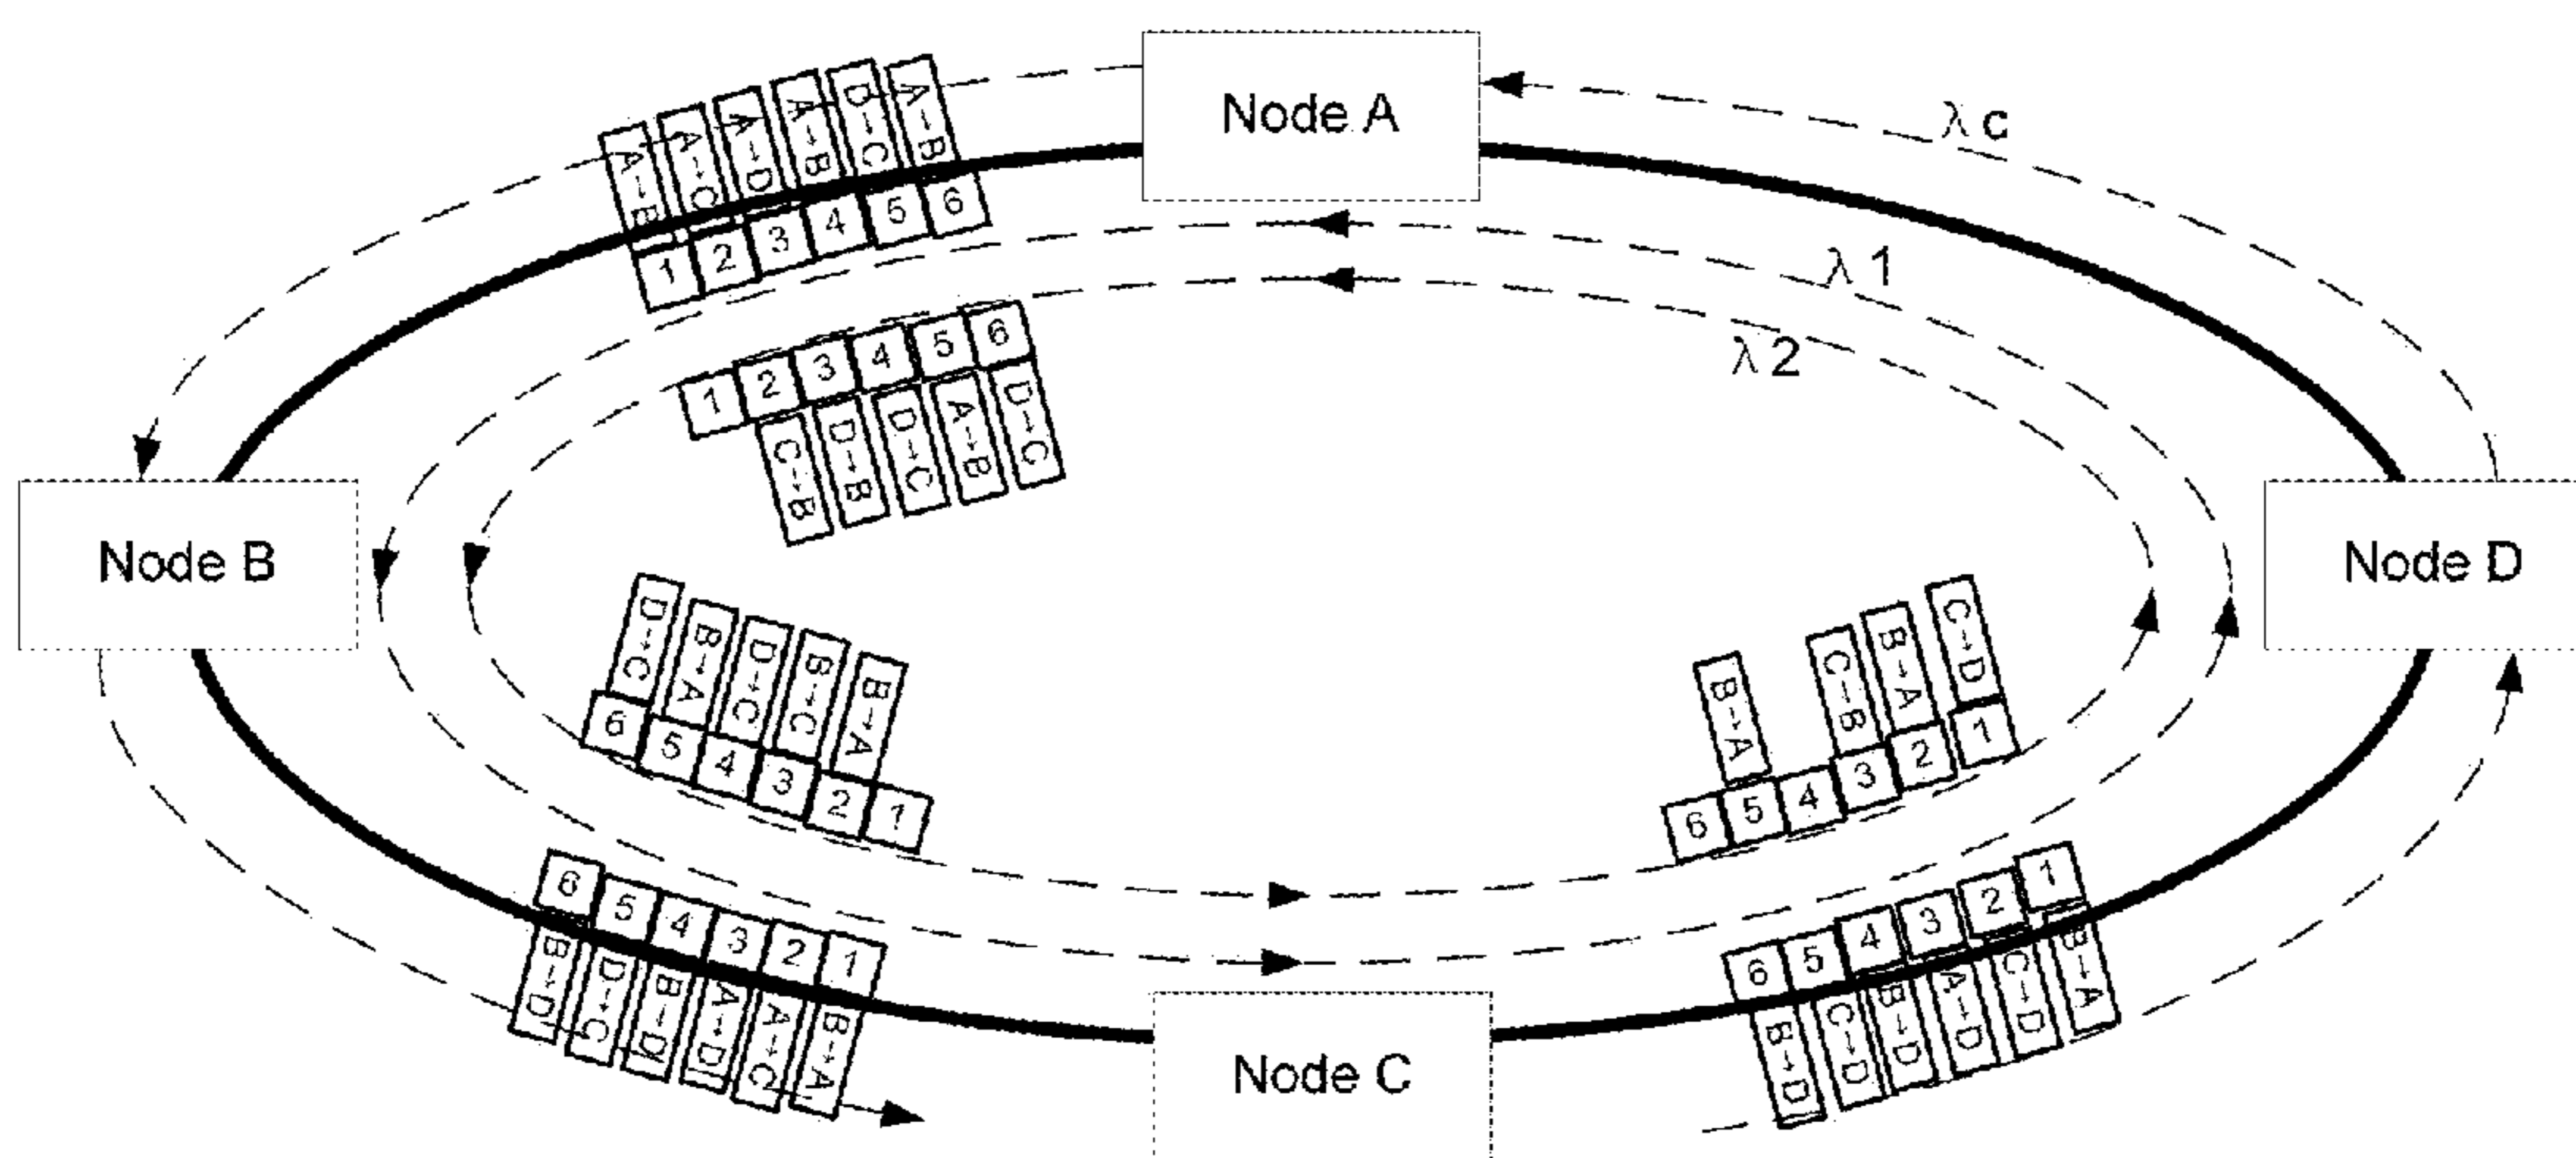 Node A
λc
λ1
λ2
A→B
A→C
A→D
A→B
D→C
A→B
1 2 3 4 5 6
1 2 3 4 5 6
C→B
D→B
D→C
A→B
D→C
Node B
Node D
D→C
B→A
D→C
B→C
B→A
6 5 4 3 2 1
B→A
C→B
B→A
C→D
6 5 4 3 2 1
6 5 4 3 2 1
B→D
D→C
B→D
A→D
A→C
B→A
6 5 4 3 2 1
B→D
C→D
B→D
A→D
C→D
B→A
Node C